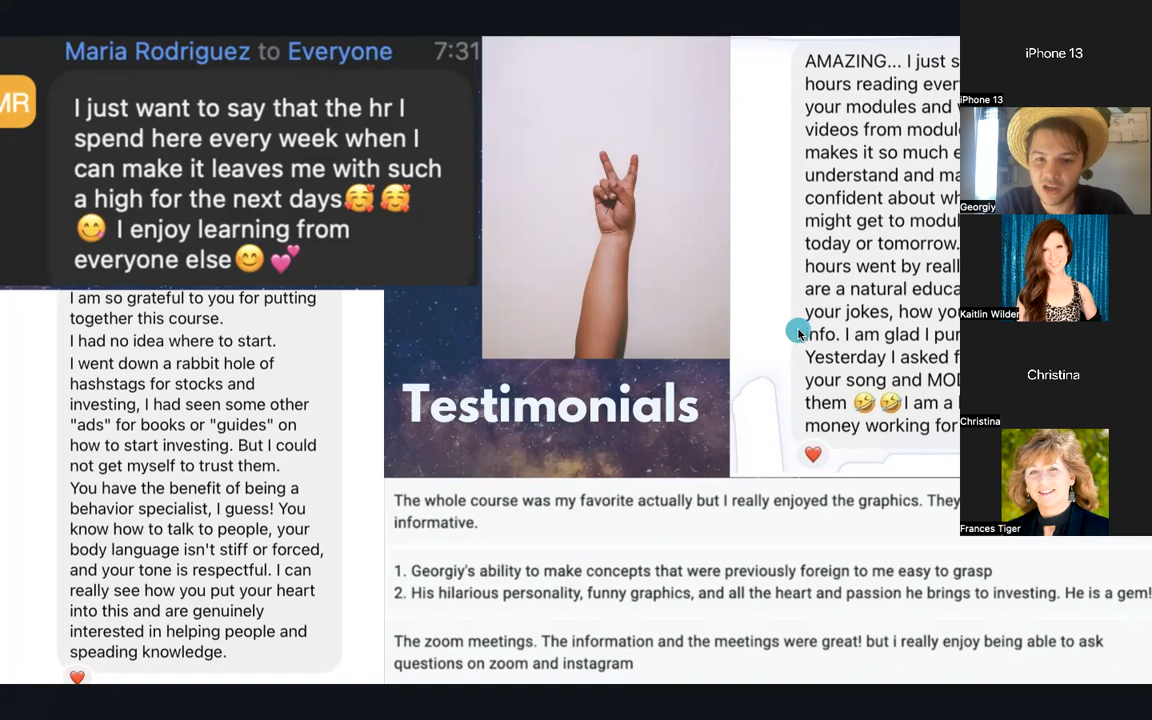 Maria Rodriguez to Everyone 7:31
MR
I just want to say that the hr I
spend here every week when I
can make it leaves me with such
a high for the next days🥰🥰
😋 I enjoy learning from
everyone else😊💕
I am so grateful to you for putting
together this course.
I had no idea where to start.
I went down a rabbit hole of
hashstags for stocks and
investing, I had seen some other
"ads" for books or "guides" on
how to start investing. But I could
not get myself to trust them.
You have the benefit of being a
behavior specialist, I guess! You
know how to talk to people, your
body language isn't stiff or forced,
and your tone is respectful. I can
really see how you put your heart
into this and are genuinely
interested in helping people and
speading knowledge.
Testimonials
AMAZING... I just s
hours reading ever
your modules and
videos from modul
makes it so much e
understand and ma
confident about wh
might get to modu
today or tomorrow.
hours went by reall
are a natural educa
your jokes, how yo
info. I am glad I pur
Yesterday I asked f
your song and MOD
them 🤣🤣I am a
money working for
The whole course was my favorite actually but I really enjoyed the graphics. They
informative.
1. Georgiy's ability to make concepts that were previously foreign to me easy to grasp
2. His hilarious personality, funny graphics, and all the heart and passion he brings to investing. He is a gem!
The zoom meetings. The information and the meetings were great! but i really enjoy being able to ask
questions on zoom and instagram
iPhone 13
iPhone 13
Georgiy
Kaitlin Wilder
Christina
Christina
Frances Tiger